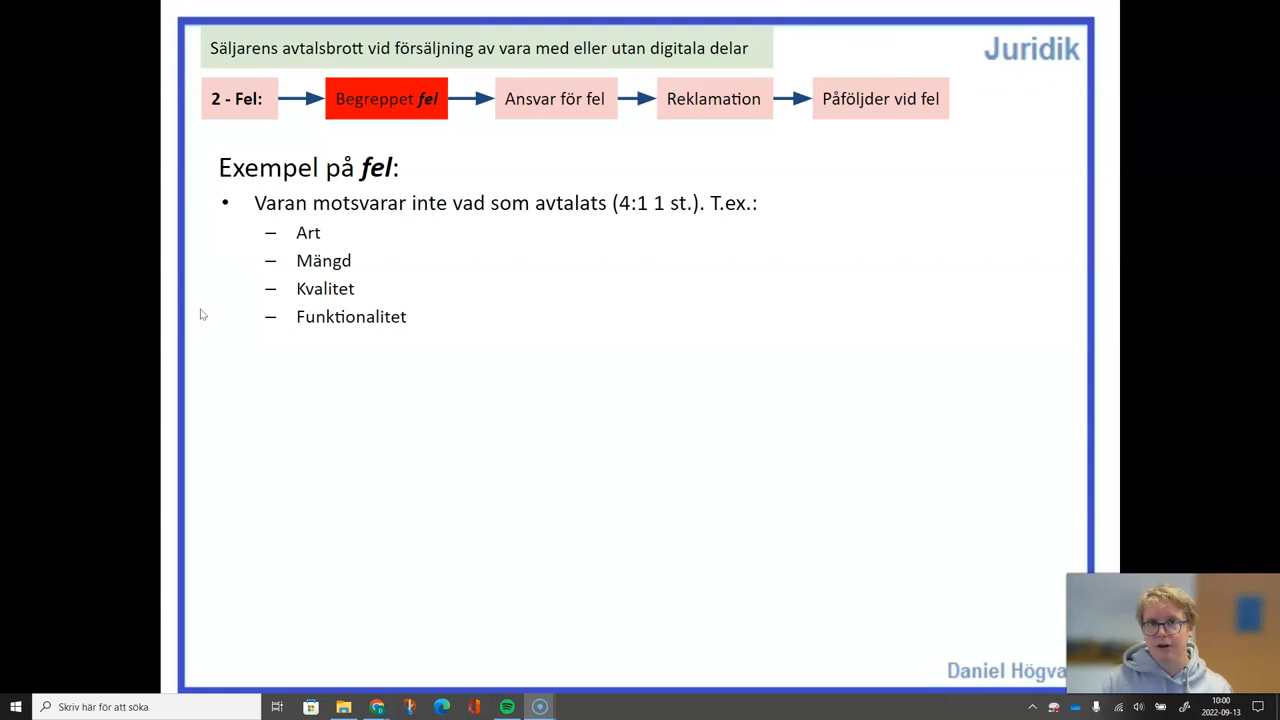 Säljarens avtalsbrott vid försäljning av vara med eller utan digitala delar
Juridik
2 - Fel:
Begreppet fel
Ansvar för fel
Reklamation
Påföljder vid fel
Exempel på fel:
• Varan motsvarar inte vad som avtalats (4:1 1 st.). T.ex.:
– Art
– Mängd
– Kvalitet
– Funktionalitet
Daniel Högva
Skriv här för att söka
10:00
2022-09-13